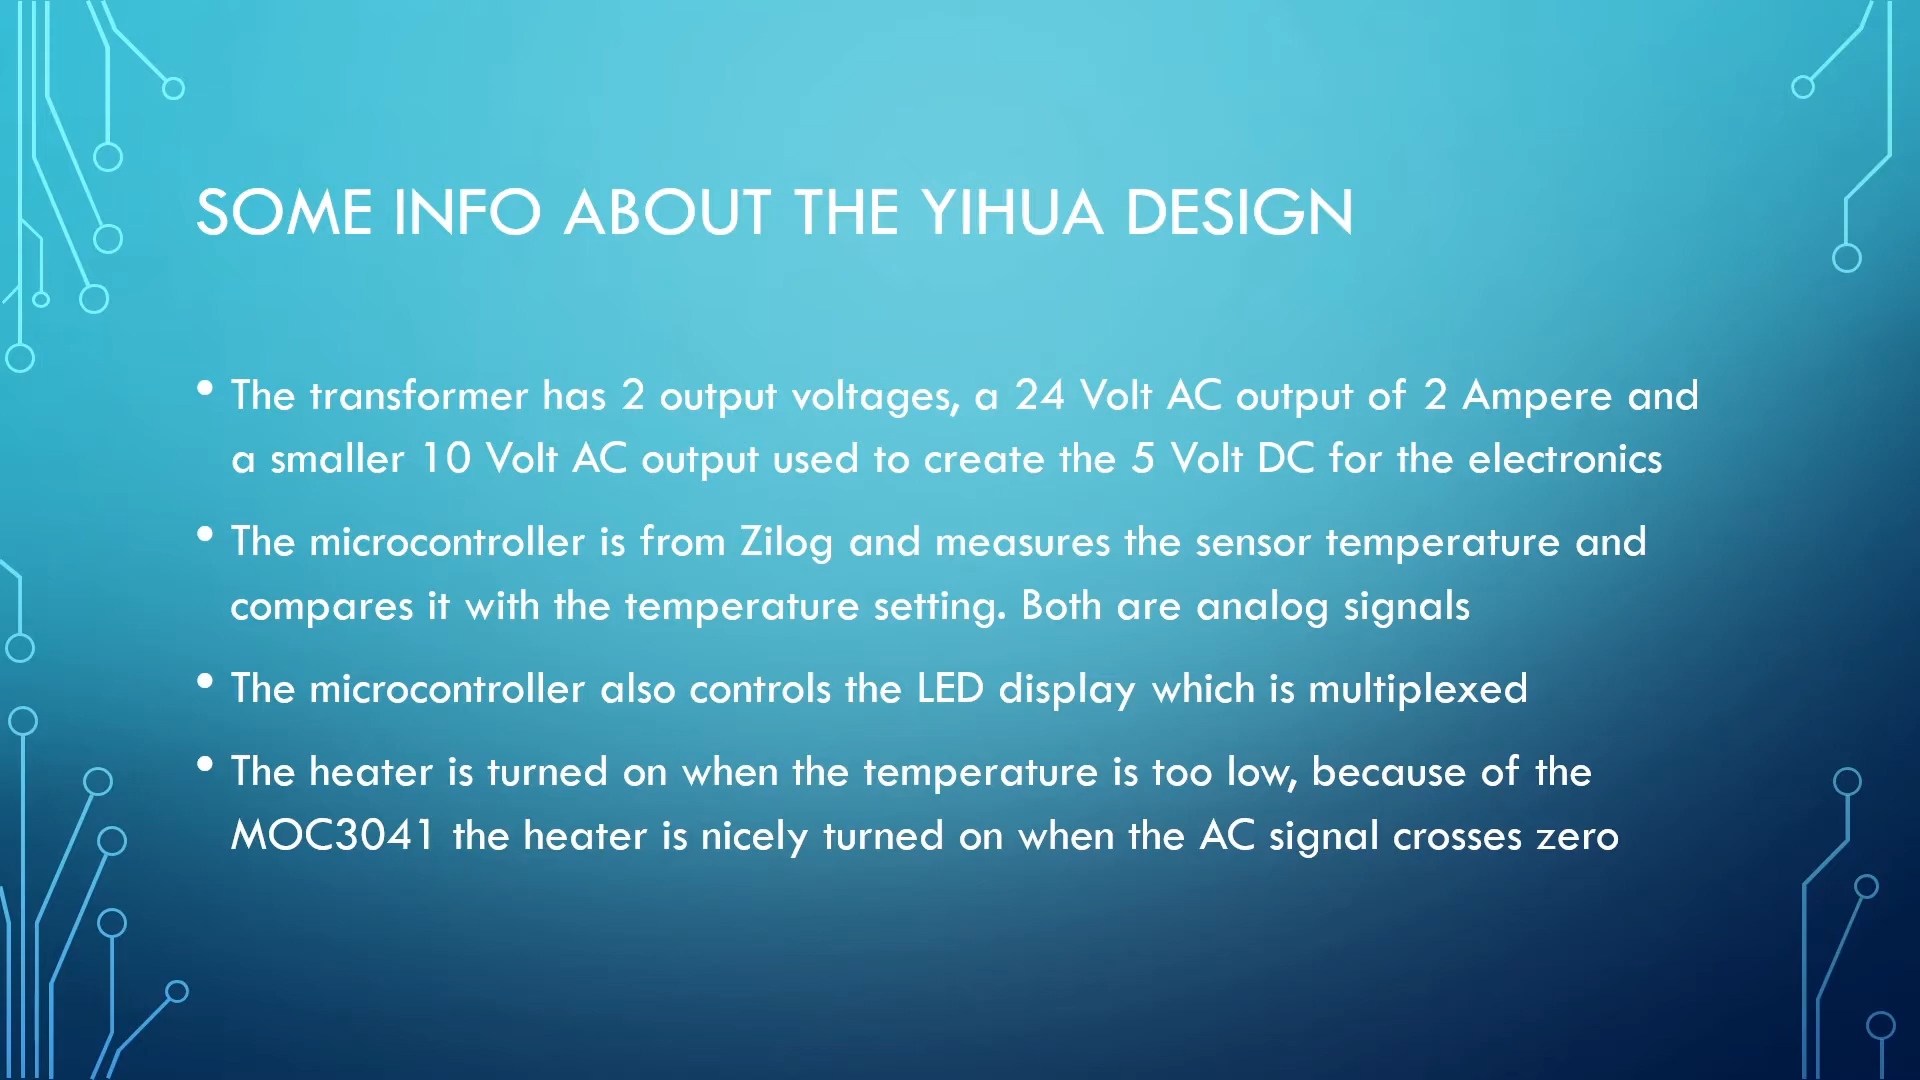 SOME INFO ABOUT THE YIHUA DESIGN
• The transformer has 2 output voltages, a 24 Volt AC output of 2 Ampere and
a smaller 10 Volt AC output used to create the 5 Volt DC for the electronics
• The microcontroller is from Zilog and measures the sensor temperature and
compares it with the temperature setting. Both are analog signals
• The microcontroller also controls the LED display which is multiplexed
• The heater is turned on when the temperature is too low, because of the
MOC3041 the heater is nicely turned on when the AC signal crosses zero